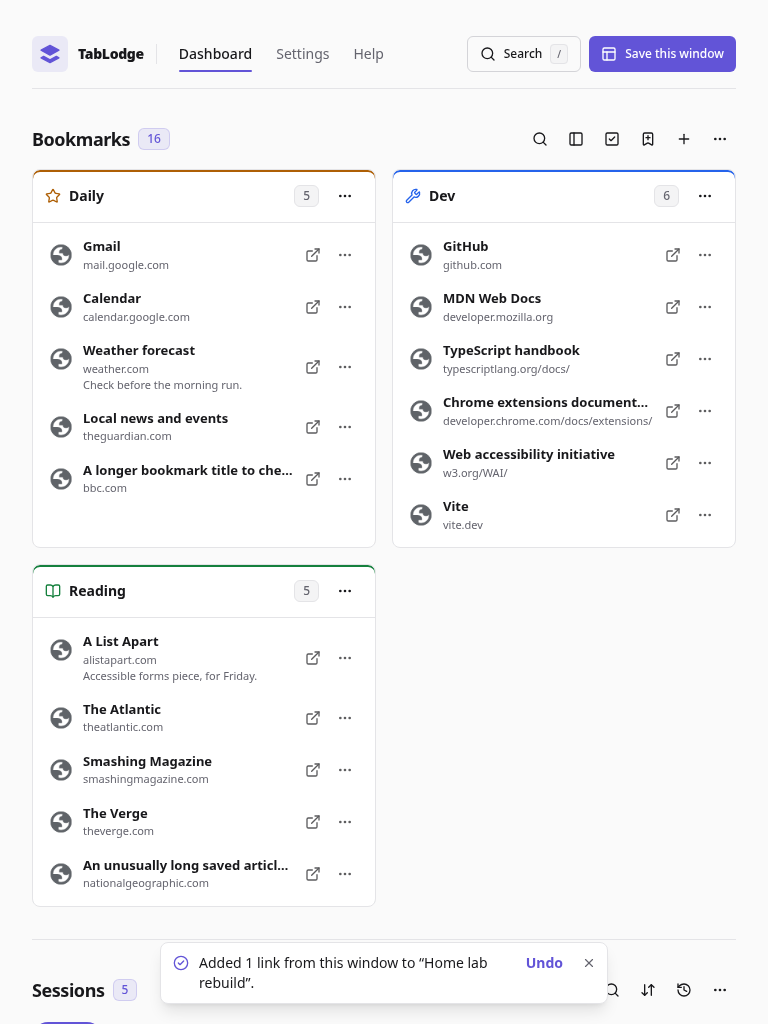 TabLodge
Dashboard
Settings
Help
Search /
Save this window
Bookmarks 16
Daily 5
Gmail
mail.google.com
Calendar
calendar.google.com
Weather forecast
weather.com
Check before the morning run.
Local news and events
theguardian.com
A longer bookmark title to che...
bbc.com
Dev 6
GitHub
github.com
MDN Web Docs
developer.mozilla.org
TypeScript handbook
typescriptlang.org/docs/
Chrome extensions document...
developer.chrome.com/docs/extensions/
Web accessibility initiative
w3.org/WAI/
Vite
vite.dev
Reading 5
A List Apart
alistapart.com
Accessible forms piece, for Friday.
The Atlantic
theatlantic.com
Smashing Magazine
smashingmagazine.com
The Verge
theverge.com
An unusually long saved articl...
nationalgeographic.com
Added 1 link from this window to “Home lab
rebuild”.
Undo
Sessions 5